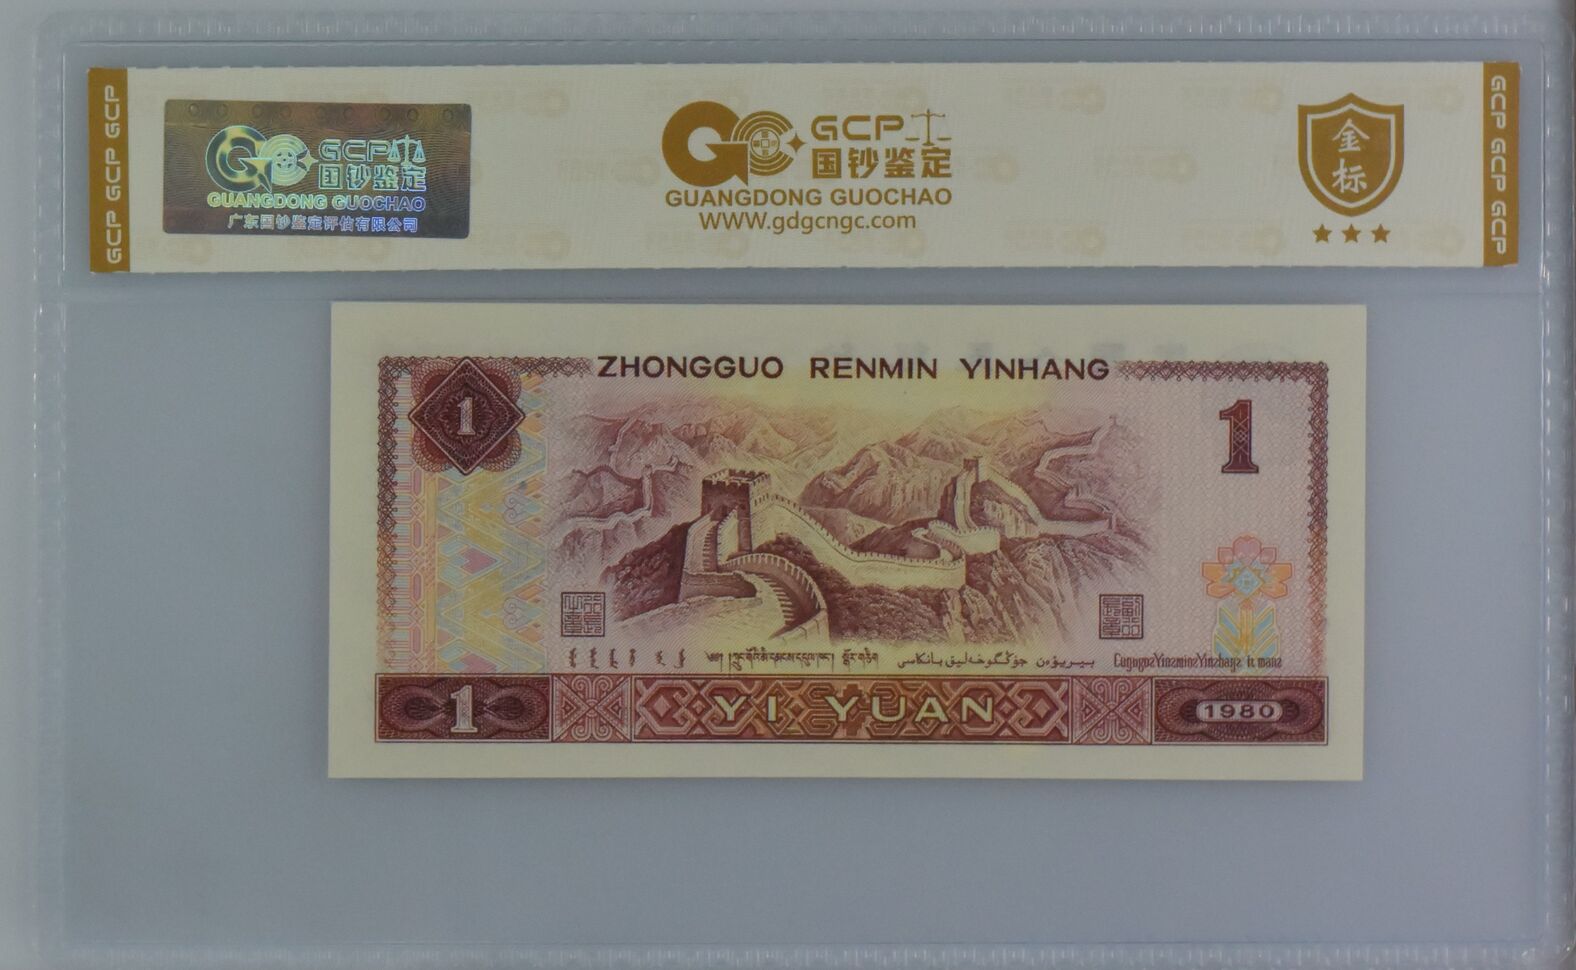 GCP GCP GCP
GCP
国钞鉴定
GUANGDONG GUOCHAO
广东国钞鉴定评估有限公司
GCP
国钞鉴定
GUANGDONG GUOCHAO
WWW.gdgcngc.com
金标
GCP GCP GCP
ZHONGGUO RENMIN YINHANG
1
1
1
YI YUAN
1980